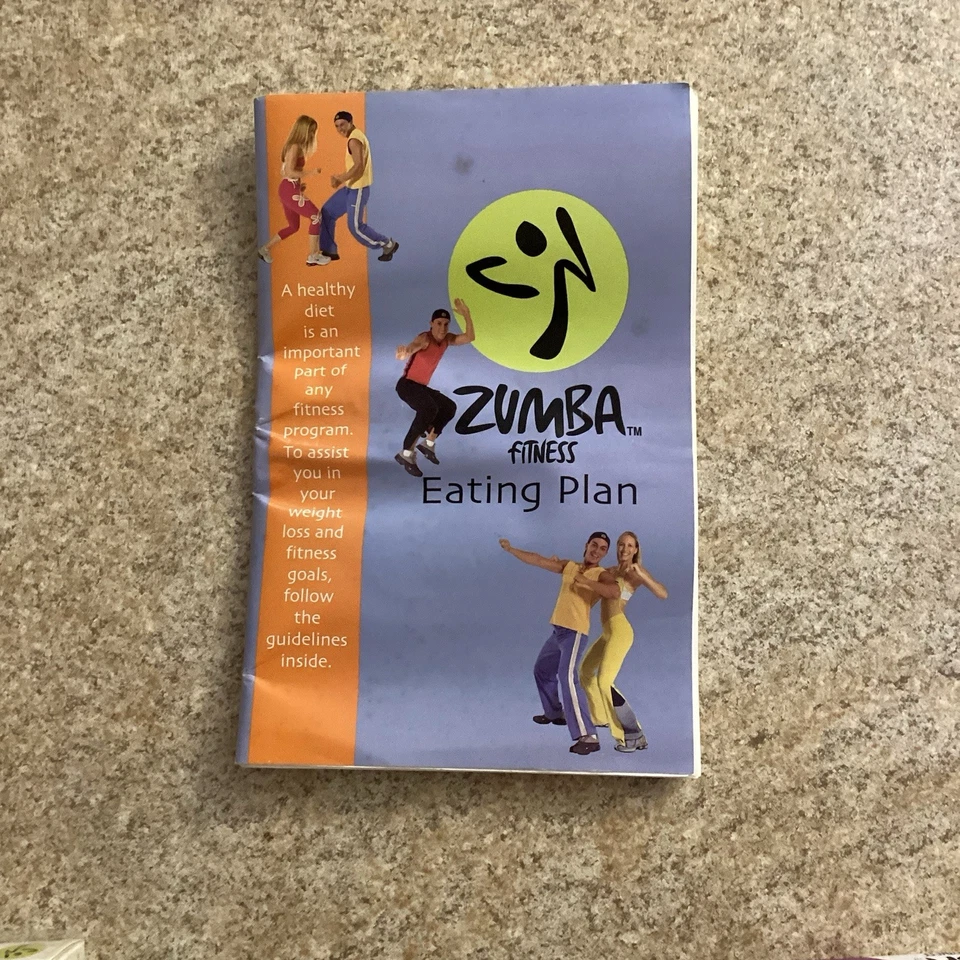 A healthy
diet
is an
important
part of
any
fitness
program.
To assist
you in
your
weight
loss and
fitness
goals,
follow
the
guidelines
inside.
ZUMBA™
FITNESS
Eating Plan